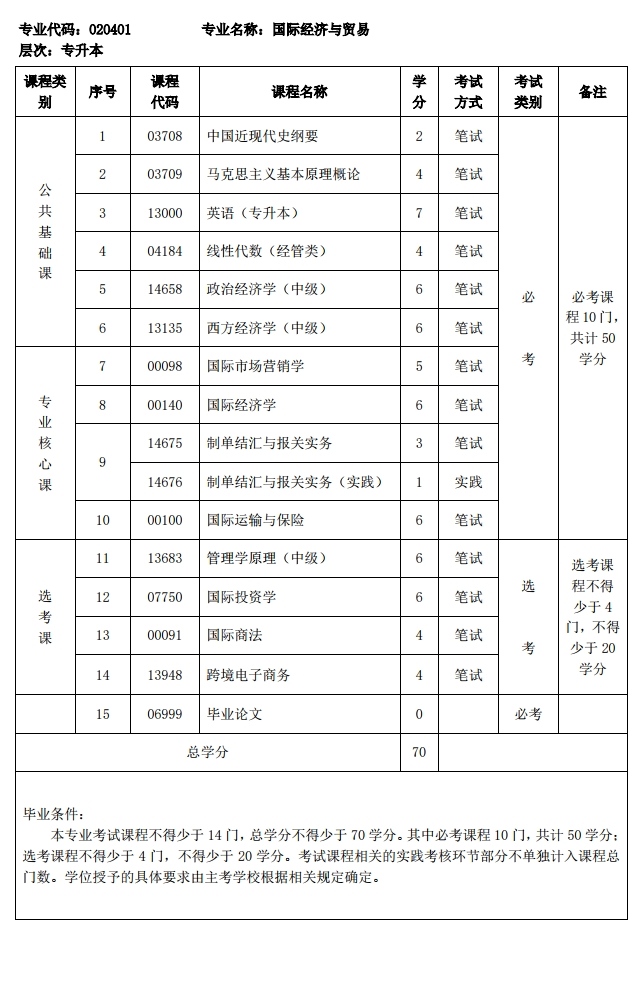 专业代码：020401 专业名称：国际经济与贸易
层次：专升本
课程类别 序号 课程代码 课程名称 学分 考试方式 考试类别 备注
公共基础课 1 03708 中国近现代史纲要 2 笔试 必考 必考课程 10 门，共计 50 学分
2 03709 马克思主义基本原理概论 4 笔试
3 13000 英语（专升本） 7 笔试
4 04184 线性代数（经管类） 4 笔试
5 14658 政治经济学（中级） 6 笔试
6 13135 西方经济学（中级） 6 笔试
专业核心课 7 00098 国际市场营销学 5 笔试
8 00140 国际经济学 6 笔试
9 14675 制单结汇与报关实务 3 笔试
14676 制单结汇与报关实务（实践） 1 实践
10 00100 国际运输与保险 6 笔试
选考课 11 13683 管理学原理（中级） 6 笔试 选考 选考课程不得少于 4 门，不得少于 20 学分
12 07750 国际投资学 6 笔试
13 00091 国际商法 4 笔试
14 13948 跨境电子商务 4 笔试
15 06999 毕业论文 0 必考
总学分 70
毕业条件：
本专业考试课程不得少于 14 门，总学分不得少于 70 学分。其中必考课程 10 门，共计 50 学分；
选考课程不得少于 4 门，不得少于 20 学分。考试课程相关的实践考核环节部分不单独计入课程总
门数。学位授予的具体要求由主考学校根据相关规定确定。